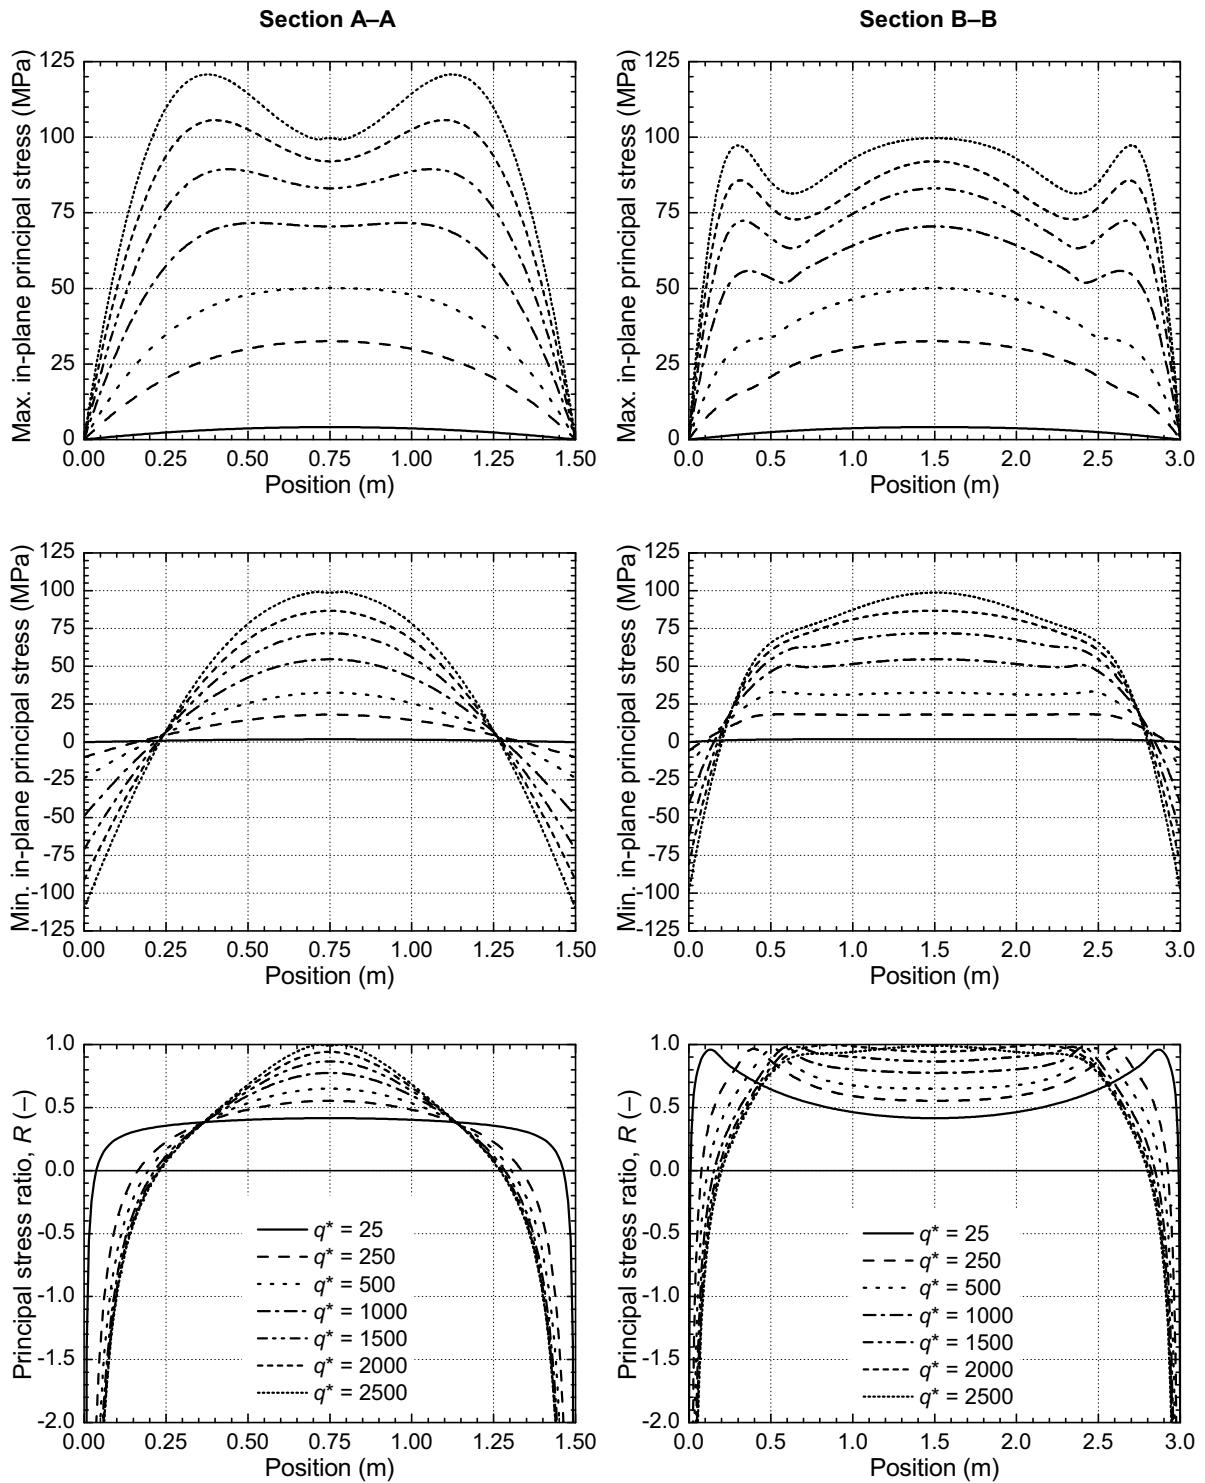 Section A–A
Section B–B
Max. in-plane principal stress (MPa)
125
100
75
50
25
0
0.00 0.25 0.50 0.75 1.00 1.25 1.50
Position (m)
Max. in-plane principal stress (MPa)
125
100
75
50
25
0
0.0 0.5 1.0 1.5 2.0 2.5 3.0
Position (m)
Min. in-plane principal stress (MPa)
125
100
75
50
25
0
-25
-50
-75
-100
-125
0.00 0.25 0.50 0.75 1.00 1.25 1.50
Position (m)
Min. in-plane principal stress (MPa)
125
100
75
50
25
0
-25
-50
-75
-100
-125
0.0 0.5 1.0 1.5 2.0 2.5 3.0
Position (m)
Principal stress ratio, R (–)
1.0
0.5
0.0
-0.5
-1.0
-1.5
-2.0
q* = 25
q* = 250
q* = 500
q* = 1000
q* = 1500
q* = 2000
q* = 2500
0.00 0.25 0.50 0.75 1.00 1.25 1.50
Position (m)
Principal stress ratio, R (–)
1.0
0.5
0.0
-0.5
-1.0
-1.5
-2.0
q* = 25
q* = 250
q* = 500
q* = 1000
q* = 1500
q* = 2000
q* = 2500
0.0 0.5 1.0 1.5 2.0 2.5 3.0
Position (m)